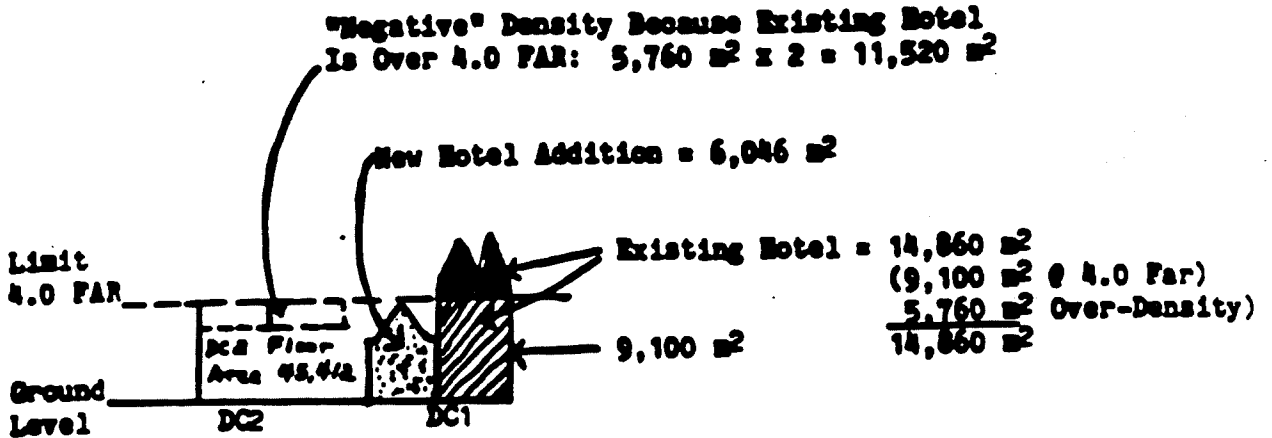 "Negative" Density Because Existing Hotel
Is Over 4.0 FAR: 5,760 m² x 2 = 11,520 m²
New Hotel Addition = 6,046 m²
Existing Hotel = 14,860 m²
(9,100 m² @ 4.0 Far)
5,760 m² Over-Density)
14,860 m²
Limit
4.0 FAR
9,100 m²
DC2 Floor
Area 45,412
Ground
Level
DC2
DC1